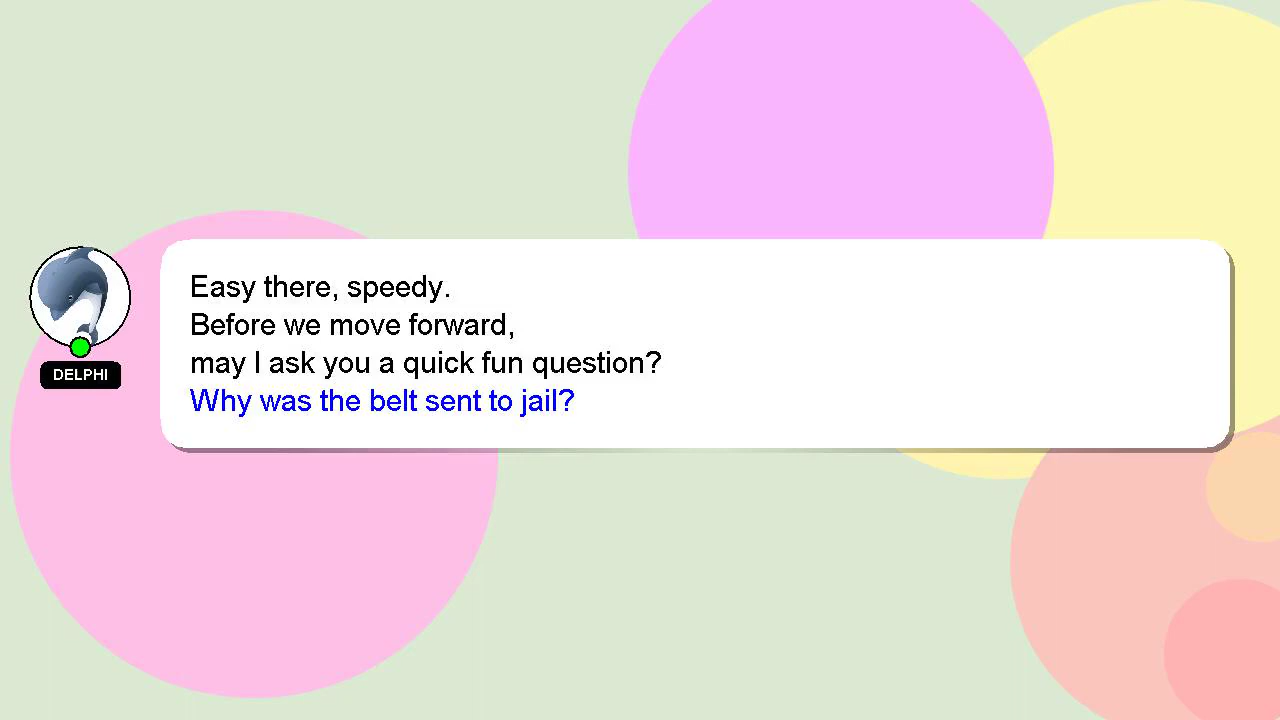 Easy there, speedy.
Before we move forward,
may I ask you a quick fun question?
Why was the belt sent to jail?
DELPHI